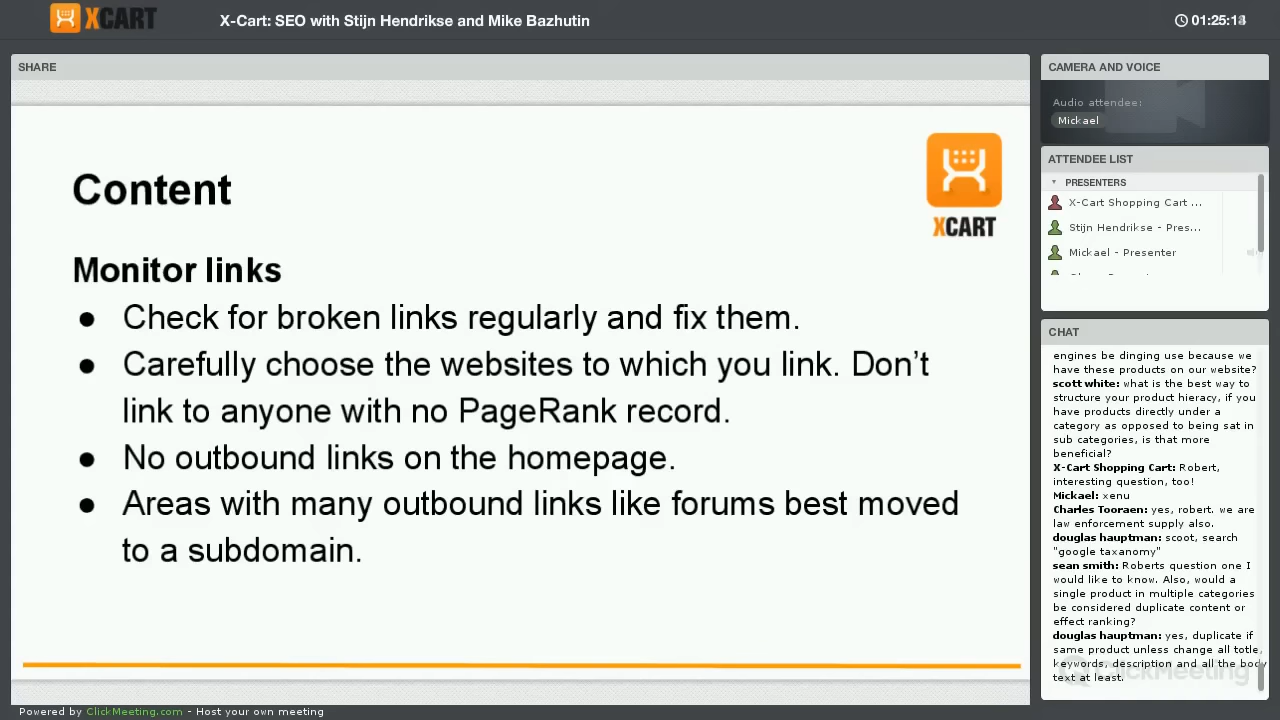 XCART
X-Cart: SEO with Stijn Hendrikse and Mike Bazhutin
SHARE
Content
XCART
Monitor links
● Check for broken links regularly and fix them.
● Carefully choose the websites to which you link. Don’t
link to anyone with no PageRank record.
● No outbound links on the homepage.
● Areas with many outbound links like forums best moved
to a subdomain.
CAMERA AND VOICE
Audio attendee:
Mickael
ATTENDEE LIST
PRESENTERS
X-Cart Shopping Cart ...
Stijn Hendrikse - Pres...
Mickael - Presenter
CHAT
engines be dinging use because we
have these products on our website?
scott white: what is the best way to
structure your product hieracy, if you
have products directly under a
category as opposed to being sat in
sub categories, is that more
beneficial?
X-Cart Shopping Cart: Robert,
interesting question, too!
Mickael: xenu
Charles Tooraen: yes, robert. we are
law enforcement supply also.
douglas hauptman: scoot, search
"google taxanomy"
sean smith: Roberts question one I
would like to know. Also, would a
single product in multiple categories
be considered duplicate content or
effect ranking?
douglas hauptman: yes, duplicate if
same product unless change all totle,
keywords, description and all the body
text at least.
ClickMeeting
Powered by ClickMeeting.com - Host your own meeting